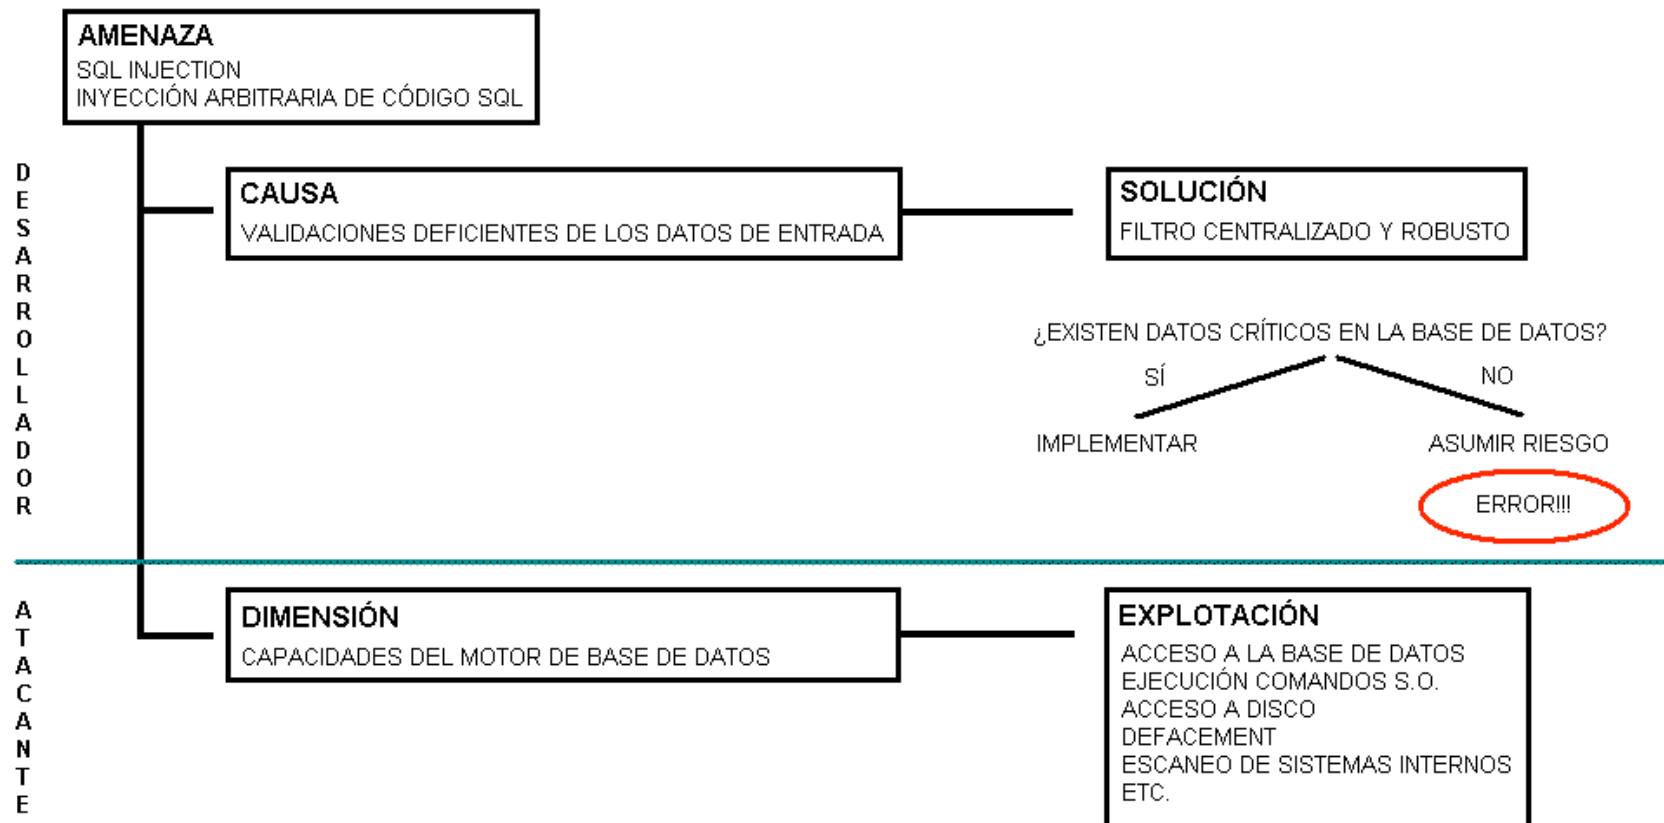 AMENAZA
SQL INJECTION
INYECCIÓN ARBITRARIA DE CÓDIGO SQL
DESARROLLADOR
CAUSA
VALIDACIONES DEFICIENTES DE LOS DATOS DE ENTRADA
SOLUCIÓN
FILTRO CENTRALIZADO Y ROBUSTO
¿EXISTEN DATOS CRÍTICOS EN LA BASE DE DATOS?
SÍ
NO
IMPLEMENTAR
ASUMIR RIESGO
ERROR!!!
ATACANTE
DIMENSIÓN
CAPACIDADES DEL MOTOR DE BASE DE DATOS
EXPLOTACIÓN
ACCESO A LA BASE DE DATOS
EJECUCIÓN COMANDOS S.O.
ACCESO A DISCO
DEFACEMENT
ESCANEO DE SISTEMAS INTERNOS
ETC.